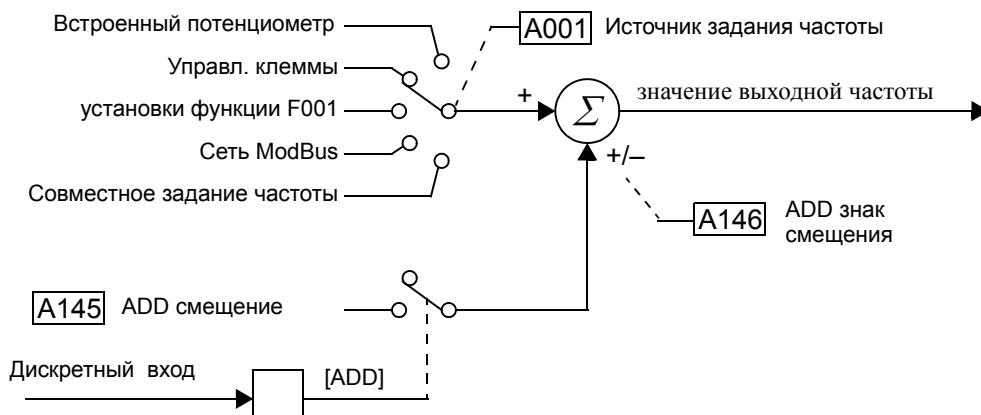 Встроенный потенциометр
A001 Источник задания частоты
Управл. клеммы
установки функции F001
+
Σ
значение выходной частоты
Сеть ModBus
+/–
Совместное задание частоты
A146 ADD знак
смещения
A145 ADD смещение
Дискретный вход
[ADD]